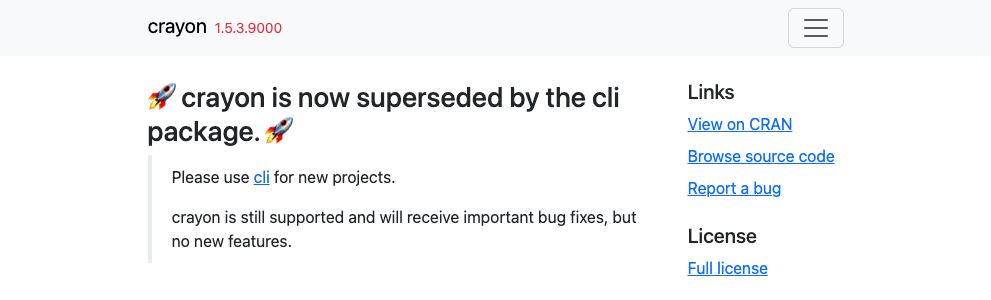 crayon 1.5.3.9000
🚀 crayon is now superseded by the cli
package. 🚀
Please use cli for new projects.
crayon is still supported and will receive important bug fixes, but
no new features.
Links
View on CRAN
Browse source code
Report a bug
License
Full license